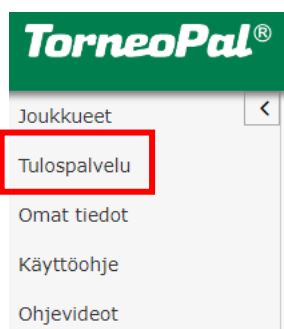 TorneoPal®
Joukkueet
<
Tulospalvelu
Omat tiedot
Käyttöohje
Ohjevideot